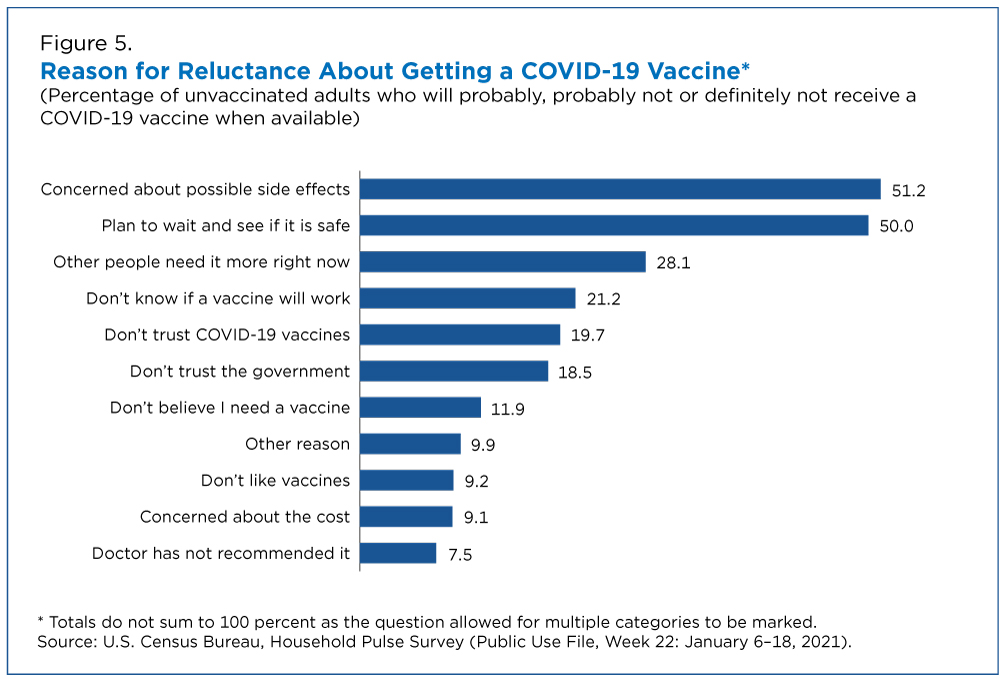 Figure 5.
Reason for Reluctance About Getting a COVID-19 Vaccine*
(Percentage of unvaccinated adults who will probably, probably not or definitely not receive a
COVID-19 vaccine when available)
Concerned about possible side effects 51.2
Plan to wait and see if it is safe 50.0
Other people need it more right now 28.1
Don’t know if a vaccine will work 21.2
Don’t trust COVID-19 vaccines 19.7
Don’t trust the government 18.5
Don’t believe I need a vaccine 11.9
Other reason 9.9
Don’t like vaccines 9.2
Concerned about the cost 9.1
Doctor has not recommended it 7.5
* Totals do not sum to 100 percent as the question allowed for multiple categories to be marked.
Source: U.S. Census Bureau, Household Pulse Survey (Public Use File, Week 22: January 6–18, 2021).